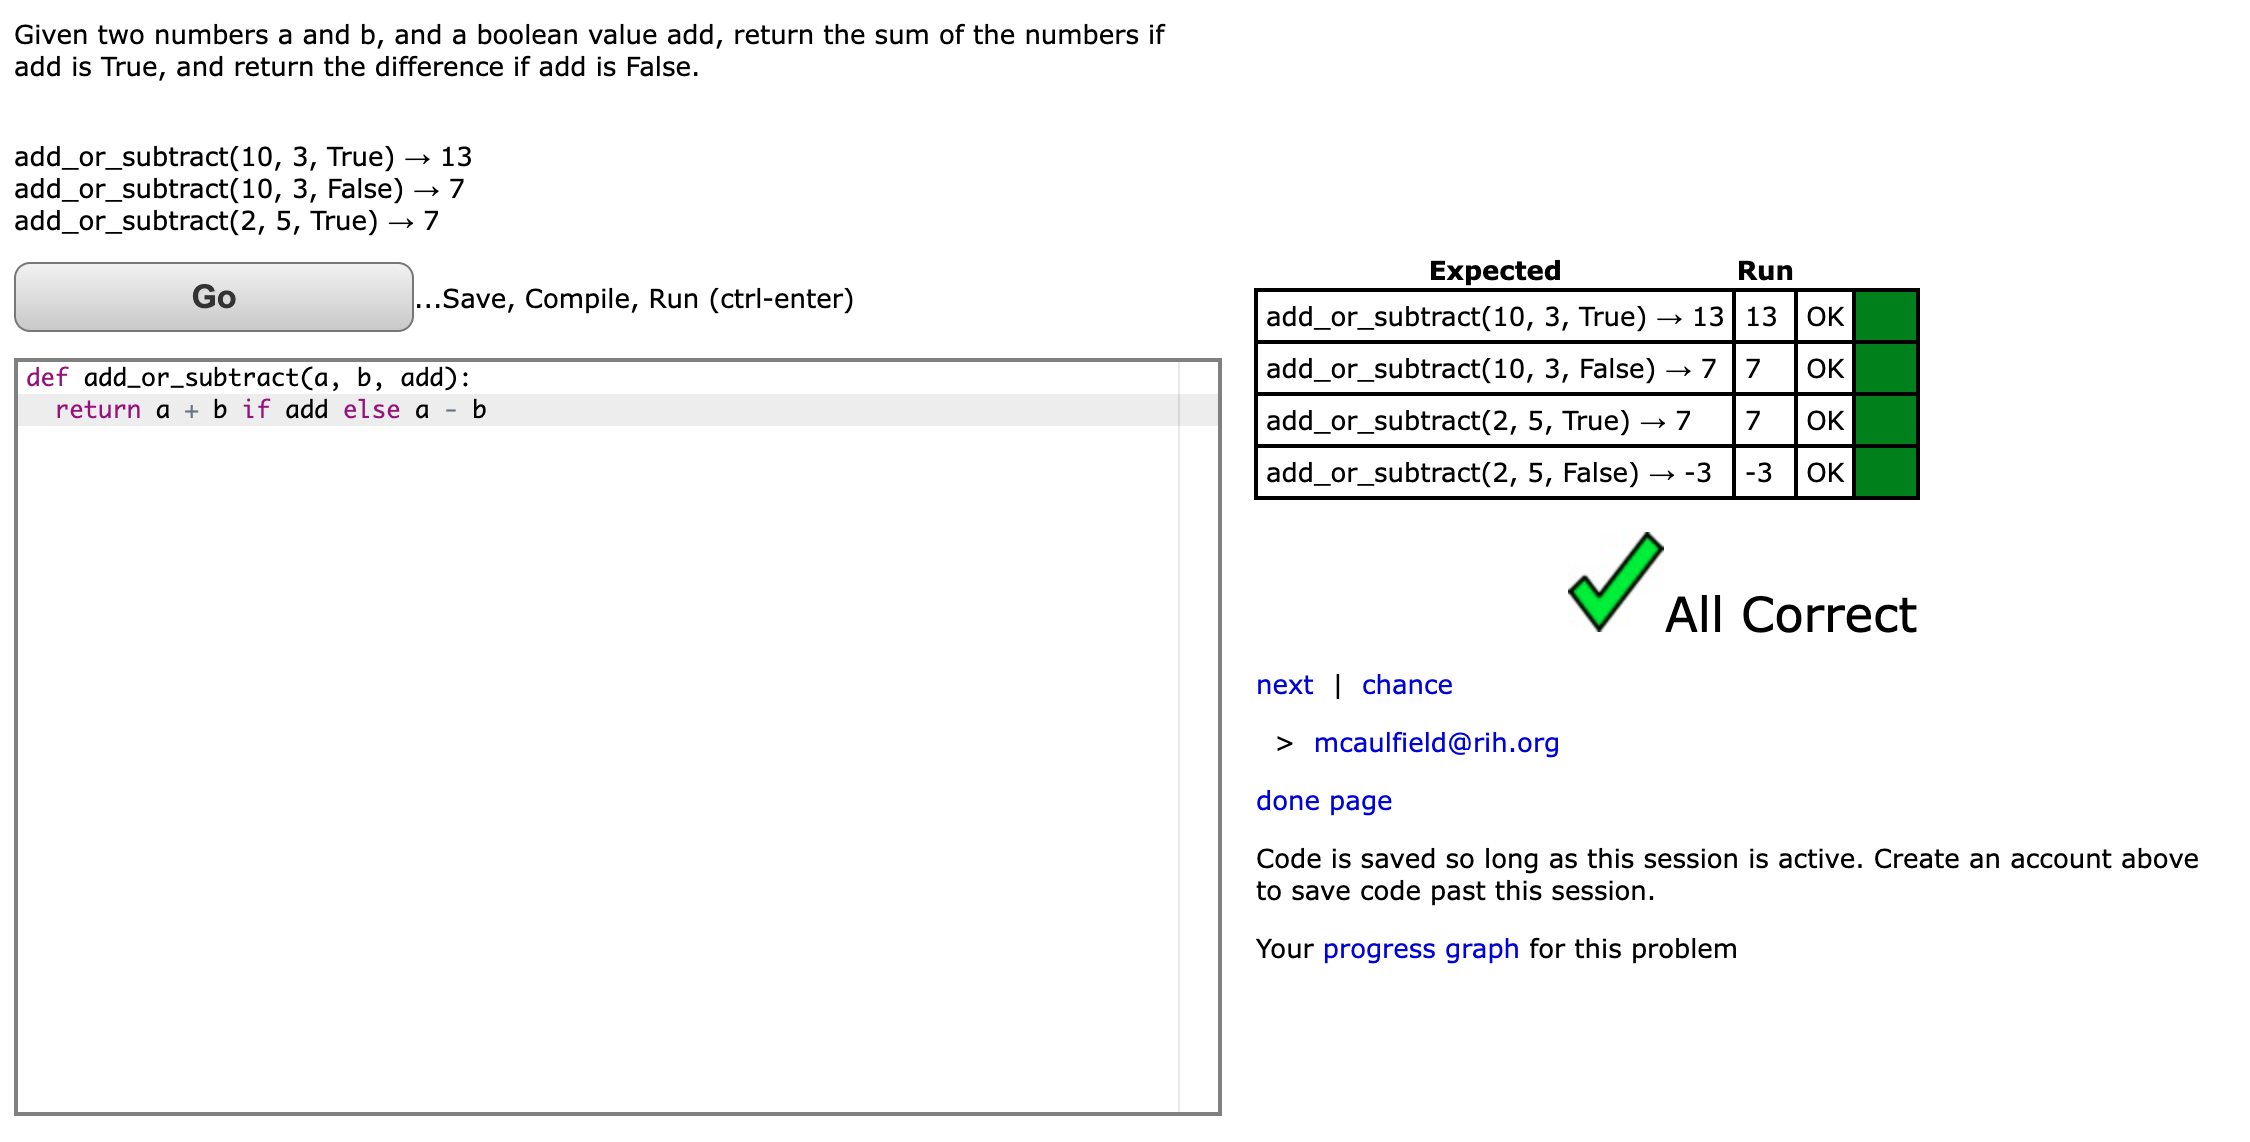 Given two numbers a and b, and a boolean value add, return the sum of the numbers if
add is True, and return the difference if add is False.
add_or_subtract(10, 3, True) → 13
add_or_subtract(10, 3, False) → 7
add_or_subtract(2, 5, True) → 7
Go ...Save, Compile, Run (ctrl-enter)
def add_or_subtract(a, b, add):
  return a + b if add else a - b
Expected Run
add_or_subtract(10, 3, True) → 13 13 OK
add_or_subtract(10, 3, False) → 7 7 OK
add_or_subtract(2, 5, True) → 7 7 OK
add_or_subtract(2, 5, False) → -3 -3 OK
All Correct
next | chance
> mcaulfield@rih.org
done page
Code is saved so long as this session is active. Create an account above
to save code past this session.
Your progress graph for this problem